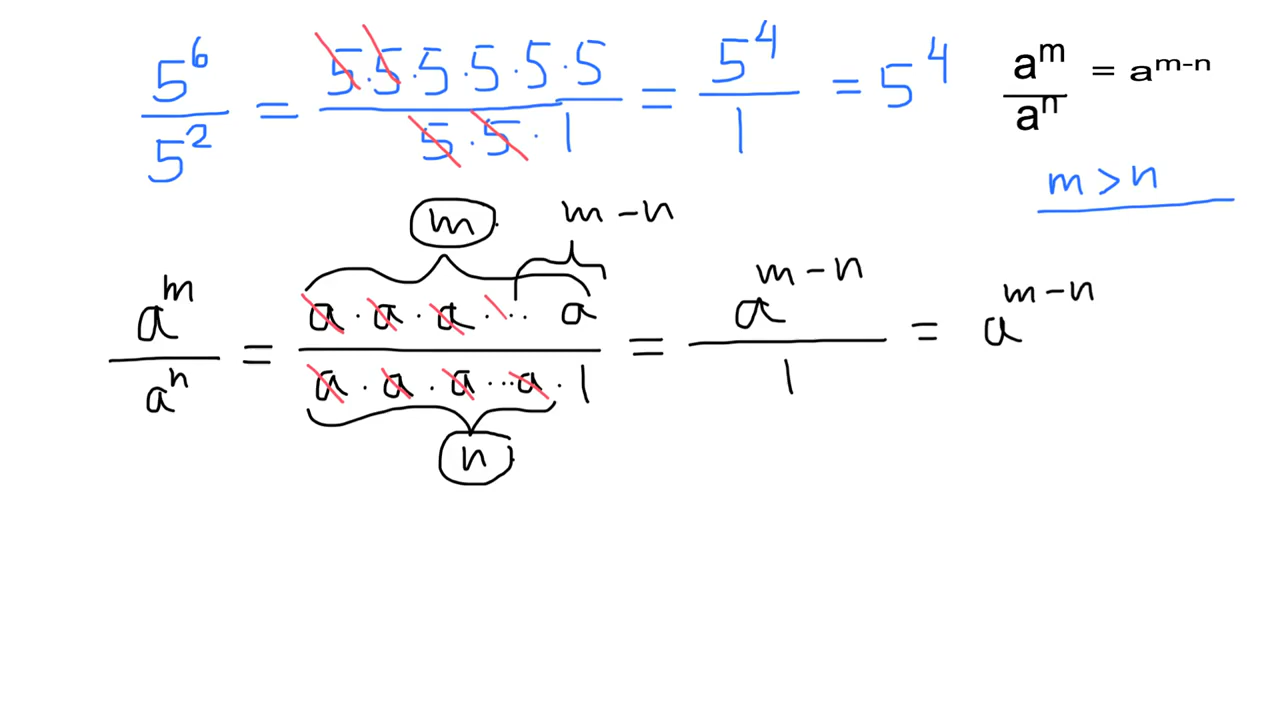 5^6/5^2 = 5·5·5·5·5·5/5·5·1 = 5^4/1 = 5^4
a^m/a^n = a^(m-n)
m > n
m m - n
a^m/a^n = a·a·a··· a/a·a·a···a·1 = a^(m-n)/1 = a^(m-n)
n